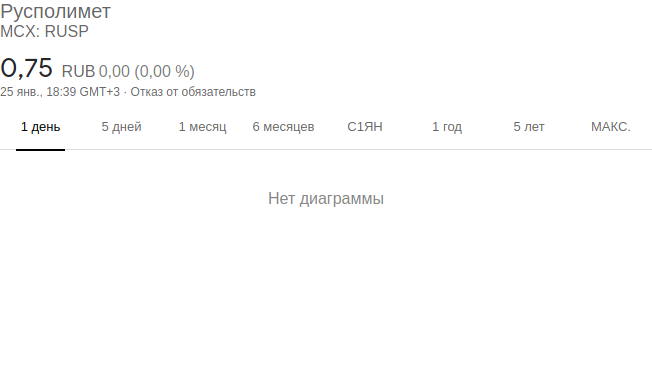 Русполимет
MCX: RUSP
0,75 RUB 0,00 (0,00 %)
25 янв., 18:39 GMT+3 · Отказ от обязательств
1 день 5 дней 1 месяц 6 месяцев С1ЯН 1 год 5 лет МАКС.
Нет диаграммы